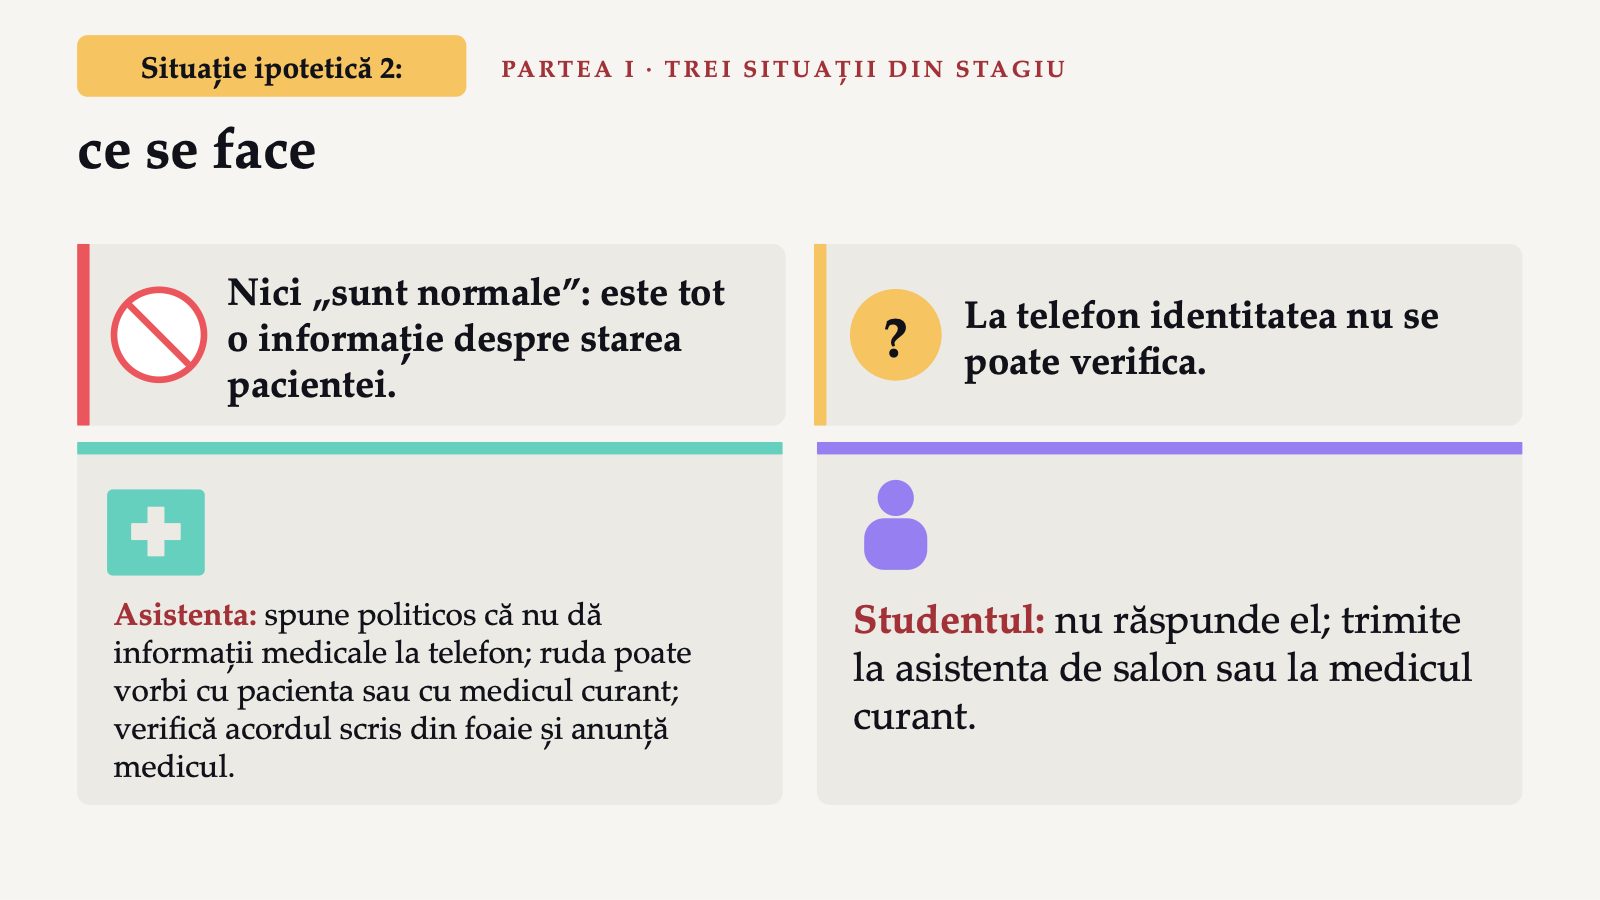 Situație ipotetică 2:
PARTEA I · TREI SITUAȚII DIN STAGIU
ce se face
Nici „sunt normale”: este tot
o informație despre starea
pacientei.
?
La telefon identitatea nu se
poate verifica.
Asistenta: spune politicos că nu dă
informații medicale la telefon; ruda poate
vorbi cu pacienta sau cu medicul curant;
verifică acordul scris din foaie și anunță
medicul.
Studentul: nu răspunde el; trimite
la asistenta de salon sau la medicul
curant.